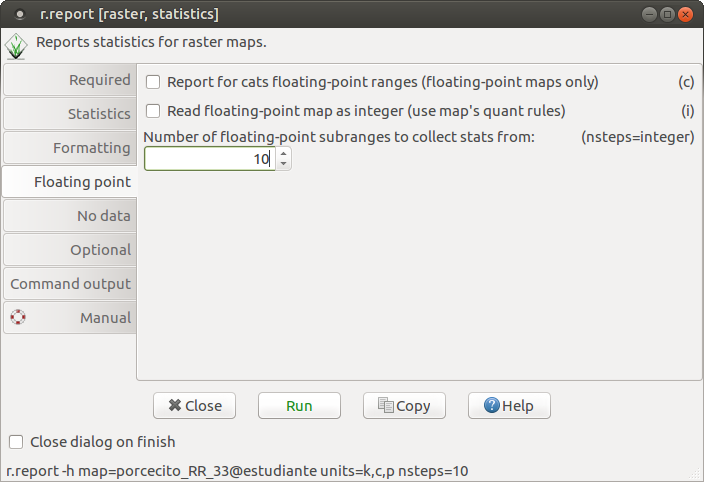 r.report [raster, statistics]
Reports statistics for raster maps.
Required
Statistics
Formatting
Floating point
No data
Optional
Command output
Manual
Report for cats floating-point ranges (floating-point maps only) (c)
Read floating-point map as integer (use map's quant rules) (i)
Number of floating-point subranges to collect stats from: (nsteps=integer)
10
Close Run Copy Help
Close dialog on finish
r.report -h map=porcecito_RR_33@estudiante units=k,c,p nsteps=10